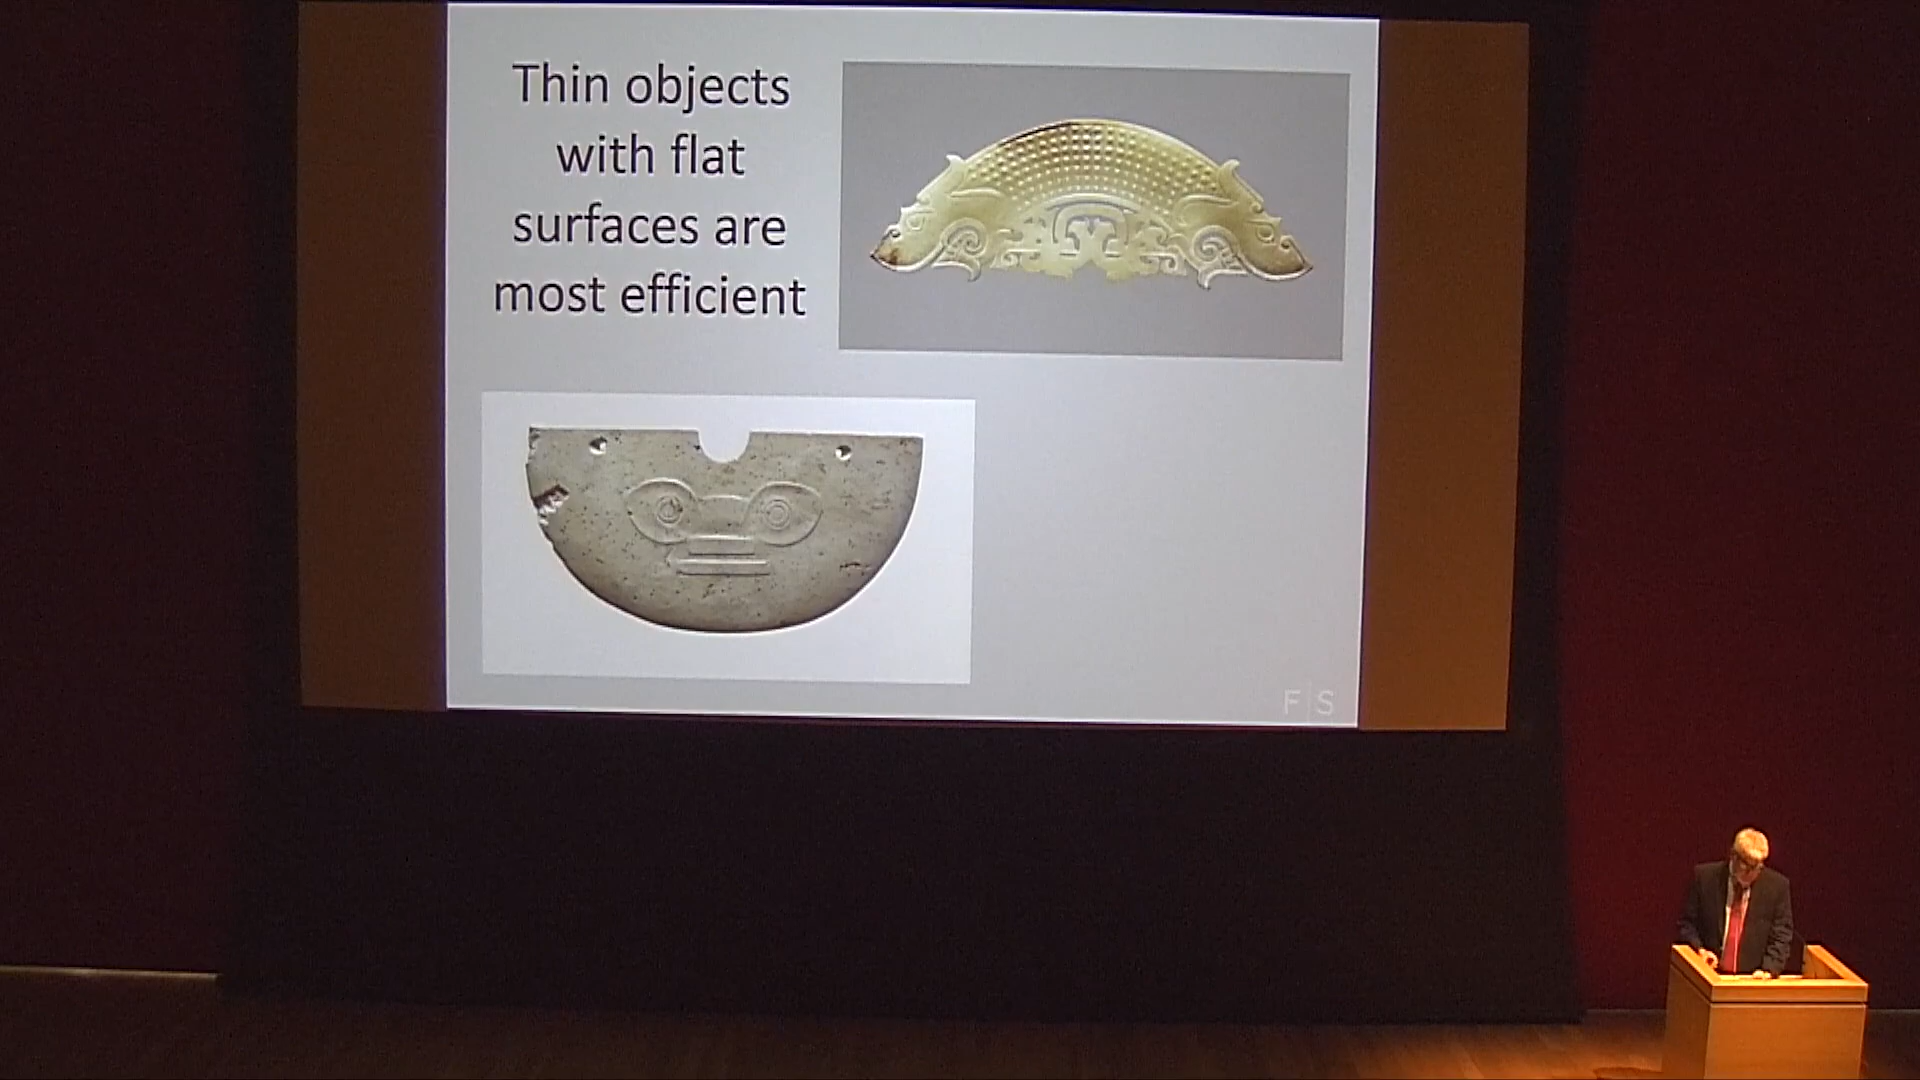 Thin objects
with flat
surfaces are
most efficient
F|S